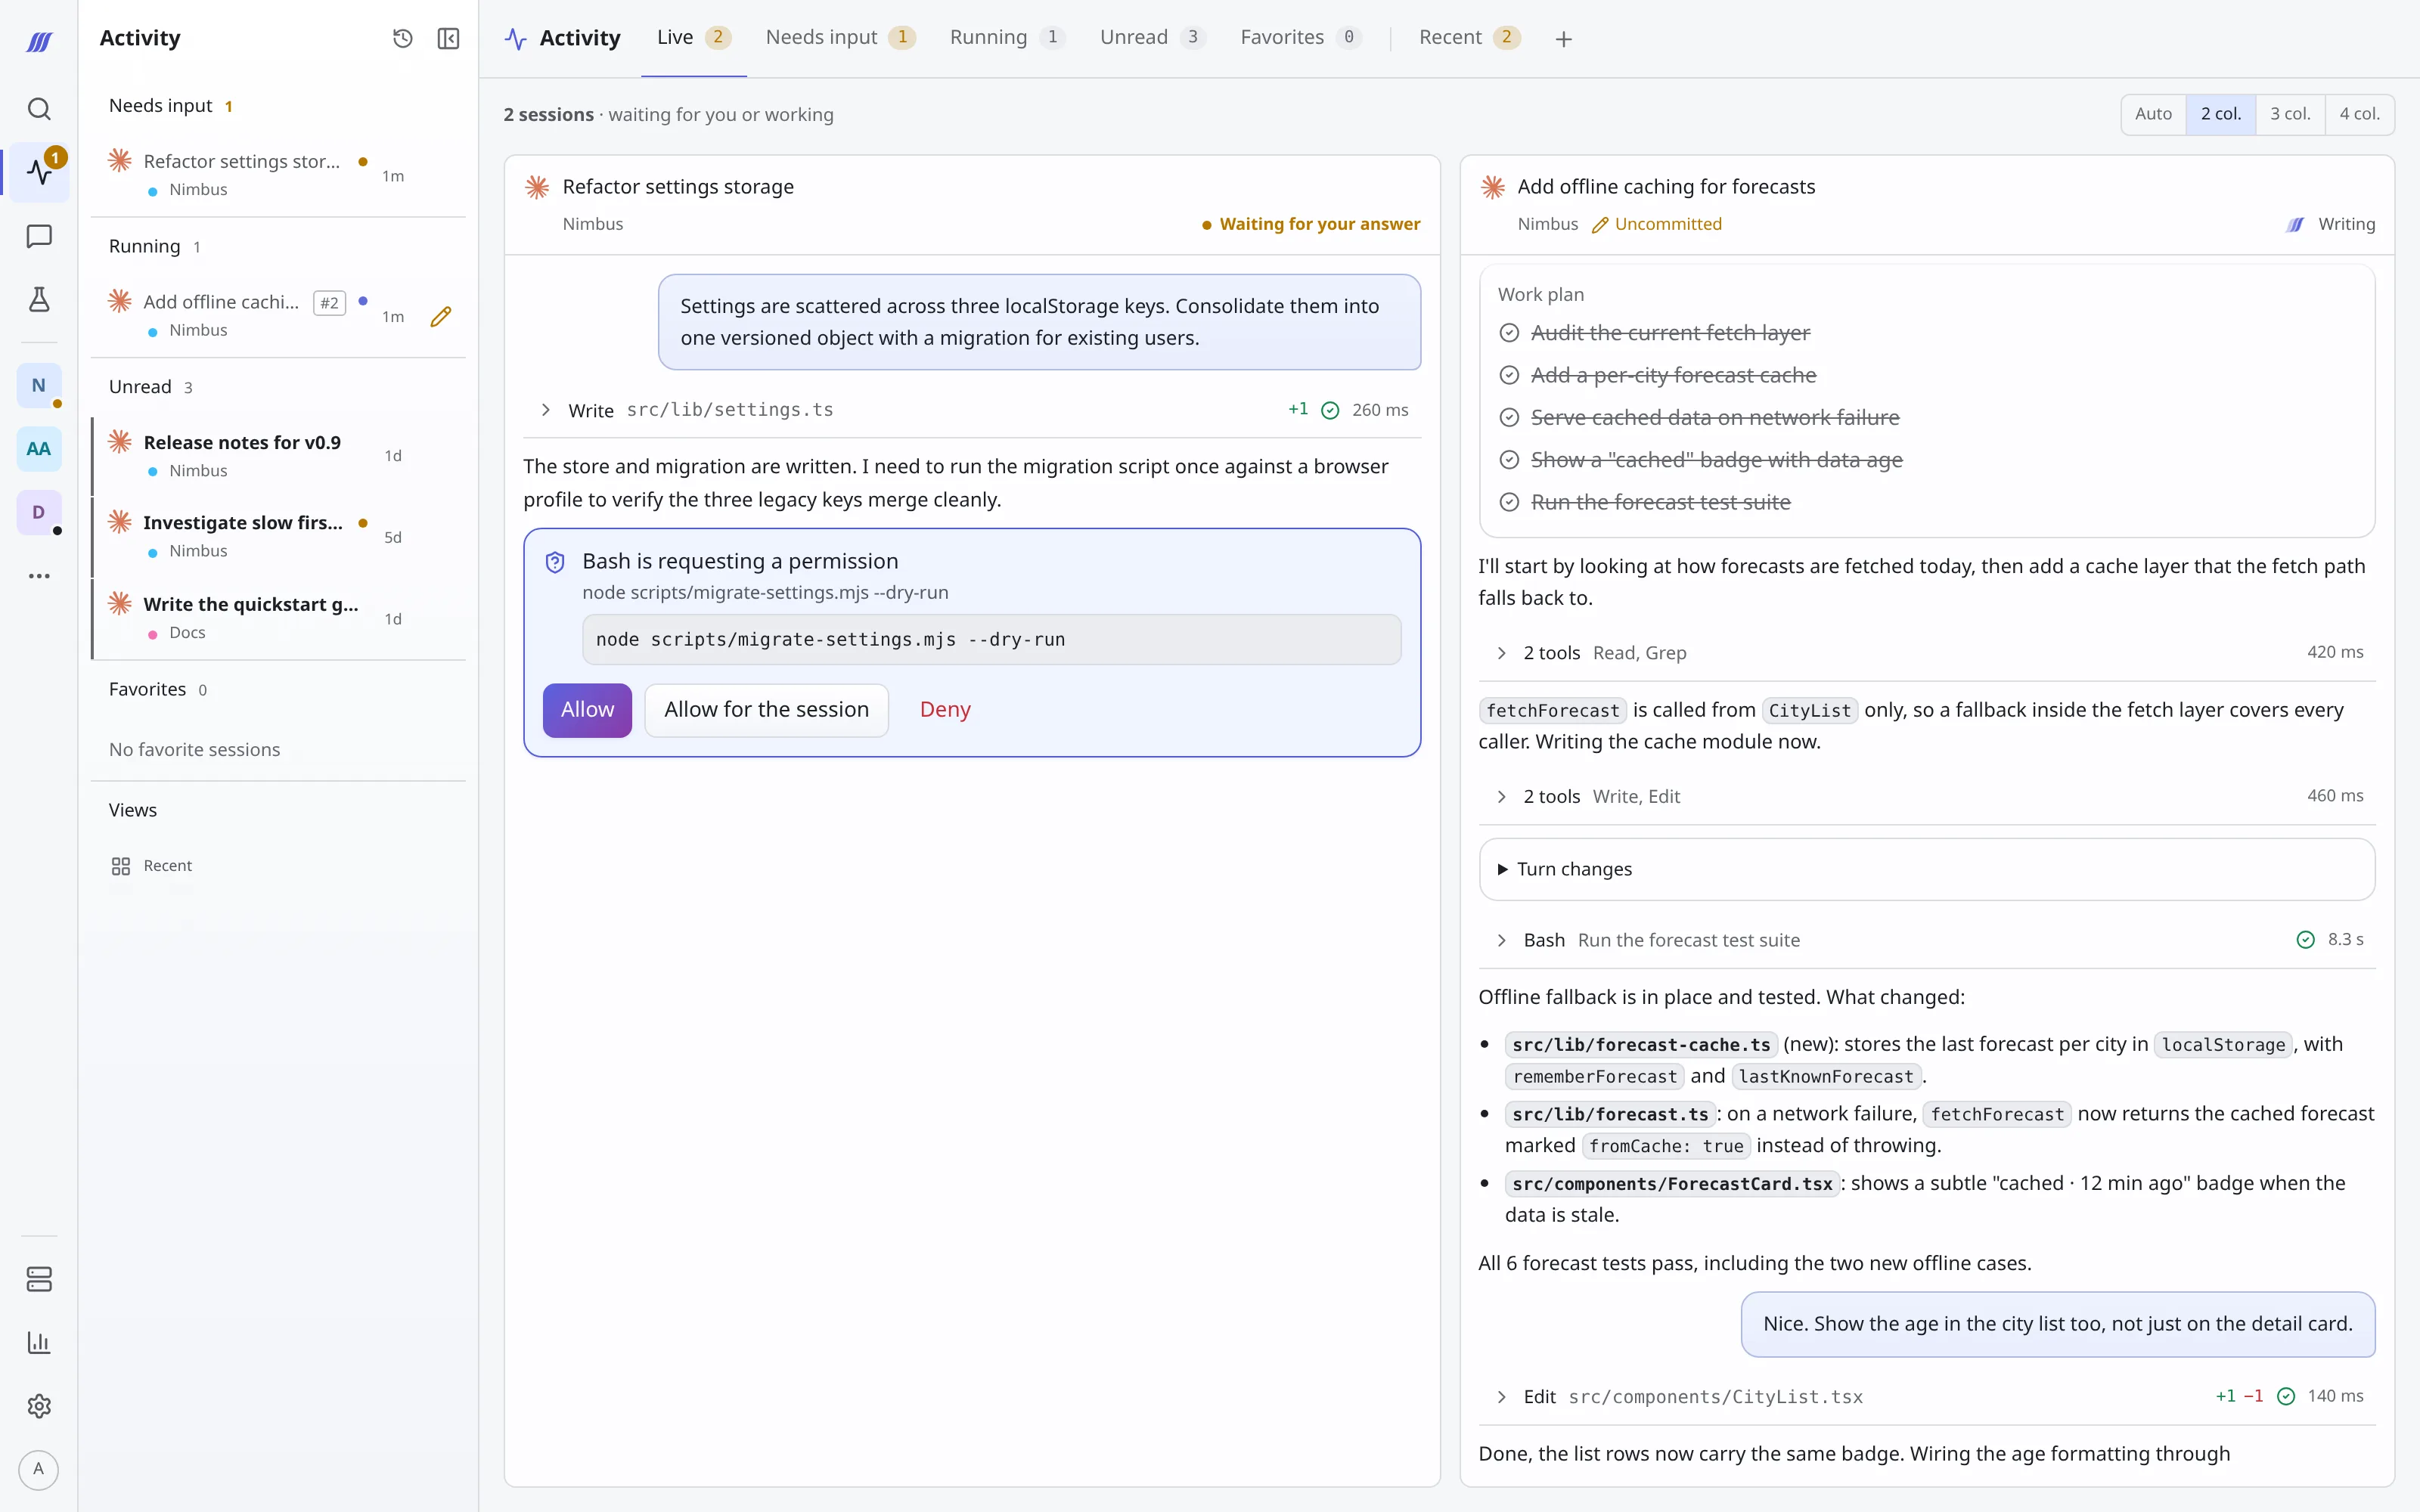 Activity
Needs input 1
Refactor settings stor... 1m
Nimbus
Running 1
Add offline cachi... #2 1m
Nimbus
Unread 3
Release notes for v0.9 1d
Nimbus
Investigate slow firs... 5d
Nimbus
Write the quickstart g... 1d
Docs
Favorites 0
No favorite sessions
Views
Recent
1
N
AA
D
A
Activity Live 2 Needs input 1 Running 1 Unread 3 Favorites 0 Recent 2
2 sessions · waiting for you or working
Auto 2 col. 3 col. 4 col.
Refactor settings storage
Nimbus Waiting for your answer
Settings are scattered across three localStorage keys. Consolidate them into
one versioned object with a migration for existing users.
Write src/lib/settings.ts +1 260 ms
The store and migration are written. I need to run the migration script once against a browser
profile to verify the three legacy keys merge cleanly.
Bash is requesting a permission
node scripts/migrate-settings.mjs --dry-run
node scripts/migrate-settings.mjs --dry-run
Allow Allow for the session Deny
Add offline caching for forecasts
Nimbus Uncommitted Writing
Work plan
Audit the current fetch layer
Add a per-city forecast cache
Serve cached data on network failure
Show a "cached" badge with data age
Run the forecast test suite
I'll start by looking at how forecasts are fetched today, then add a cache layer that the fetch path
falls back to.
2 tools Read, Grep 420 ms
fetchForecast is called from CityList only, so a fallback inside the fetch layer covers every
caller. Writing the cache module now.
2 tools Write, Edit 460 ms
Turn changes
Bash Run the forecast test suite 8.3 s
Offline fallback is in place and tested. What changed:
• src/lib/forecast-cache.ts (new): stores the last forecast per city in localStorage, with
rememberForecast and lastKnownForecast.
• src/lib/forecast.ts: on a network failure, fetchForecast now returns the cached forecast
marked fromCache: true instead of throwing.
• src/components/ForecastCard.tsx: shows a subtle "cached · 12 min ago" badge when the
data is stale.
All 6 forecast tests pass, including the two new offline cases.
Nice. Show the age in the city list too, not just on the detail card.
Edit src/components/CityList.tsx +1 −1 140 ms
Done, the list rows now carry the same badge. Wiring the age formatting through